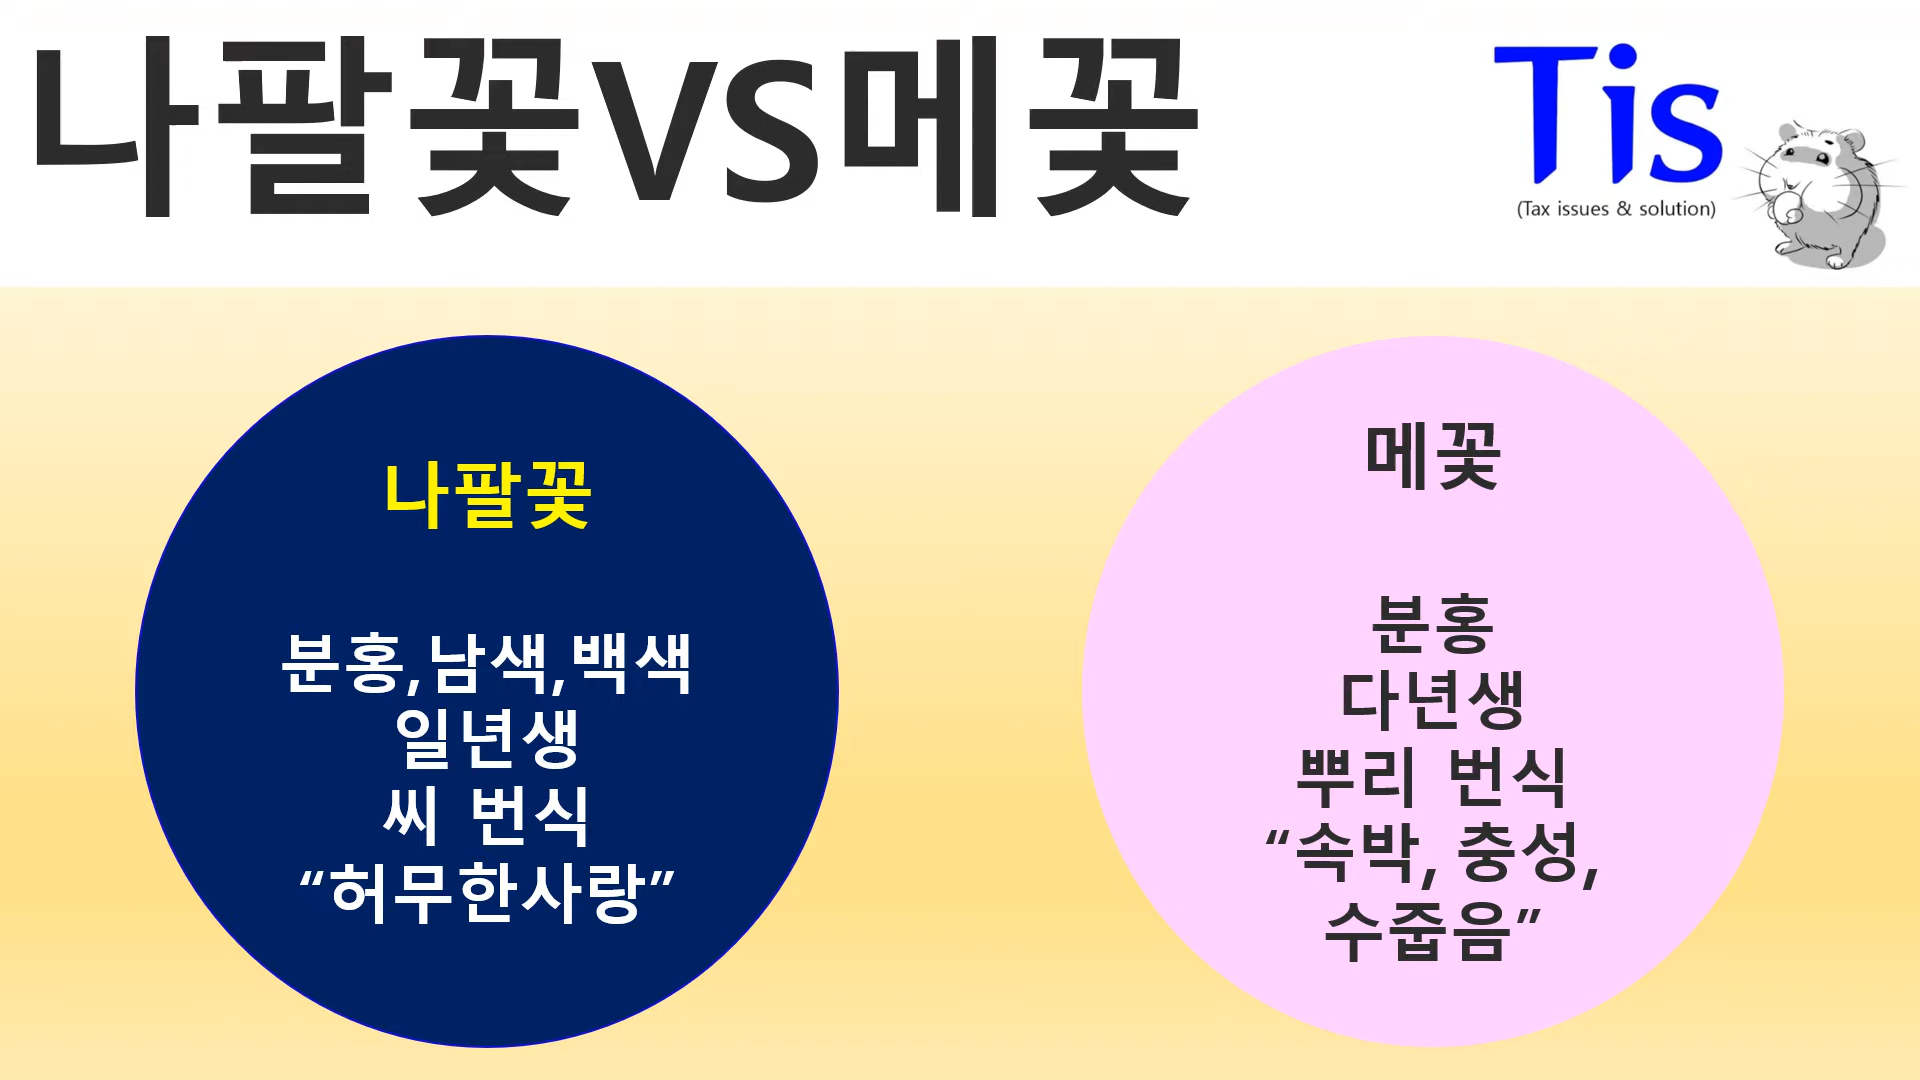 나팔꽃VS메꽃
Tis
(Tax issues & solution)
나팔꽃
분홍,남색,백색
일년생
씨 번식
“허무한사랑”
메꽃
분홍
다년생
뿌리 번식
“속박, 충성,
수줍음”